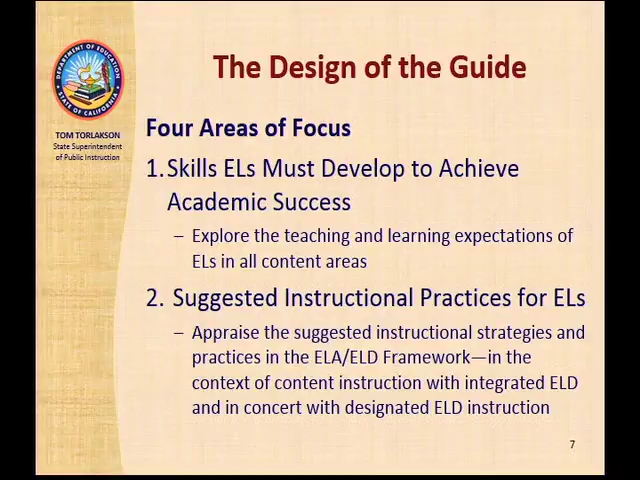 The Design of the Guide
DEPARTMENT OF EDUCATION
STATE OF CALIFORNIA
TOM TORLAKSON
State Superintendent
of Public Instruction
Four Areas of Focus
1. Skills ELs Must Develop to Achieve
Academic Success
– Explore the teaching and learning expectations of
ELs in all content areas
2. Suggested Instructional Practices for ELs
– Appraise the suggested instructional strategies and
practices in the ELA/ELD Framework—in the
context of content instruction with integrated ELD
and in concert with designated ELD instruction
7